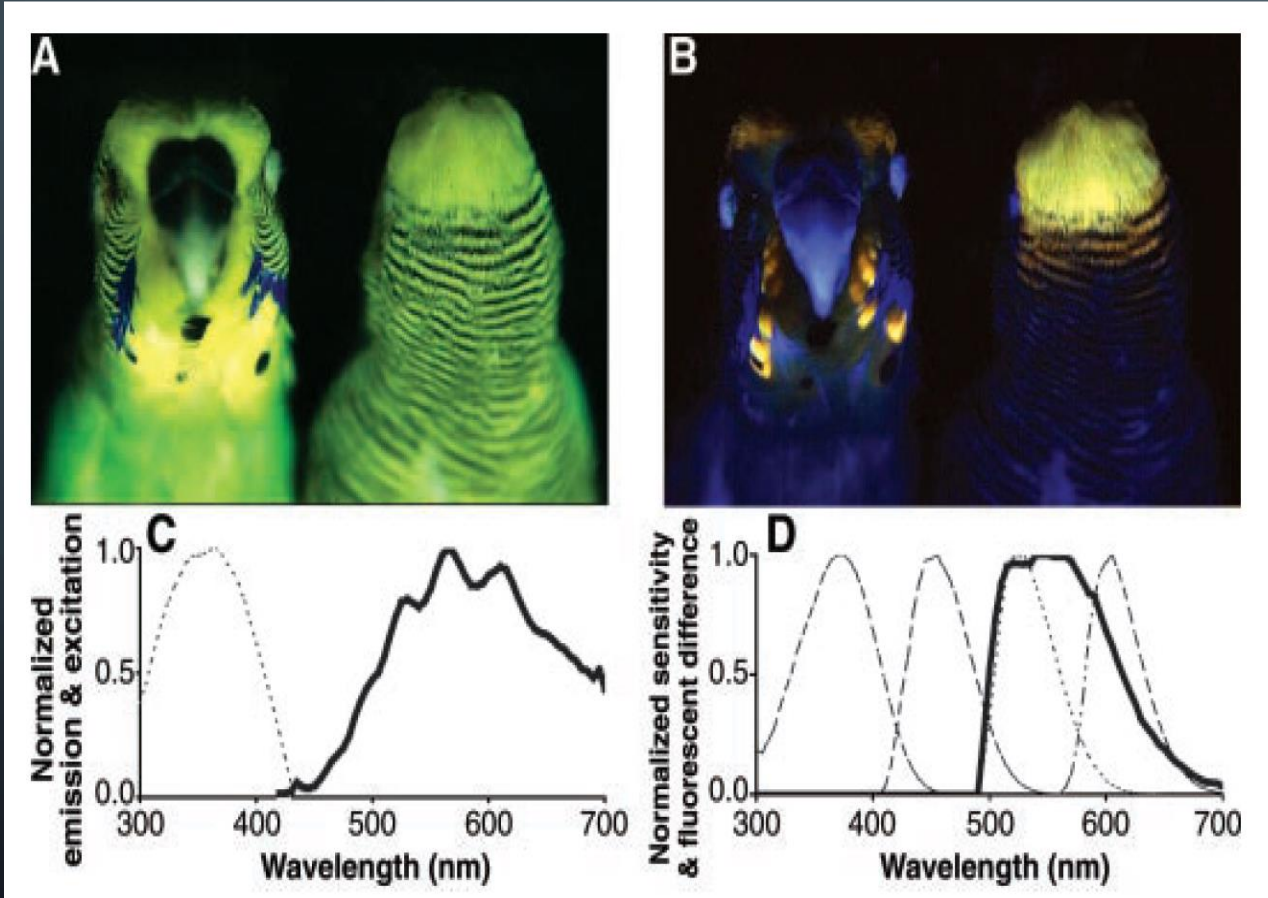 A
B
C
Normalized
emission & excitation
1.0
0.5
0.0
300 400 500 600 700
Wavelength (nm)
D
Normalized sensitivity
& fluorescent difference
1.0
0.5
0.0
300 400 500 600 700
Wavelength (nm)